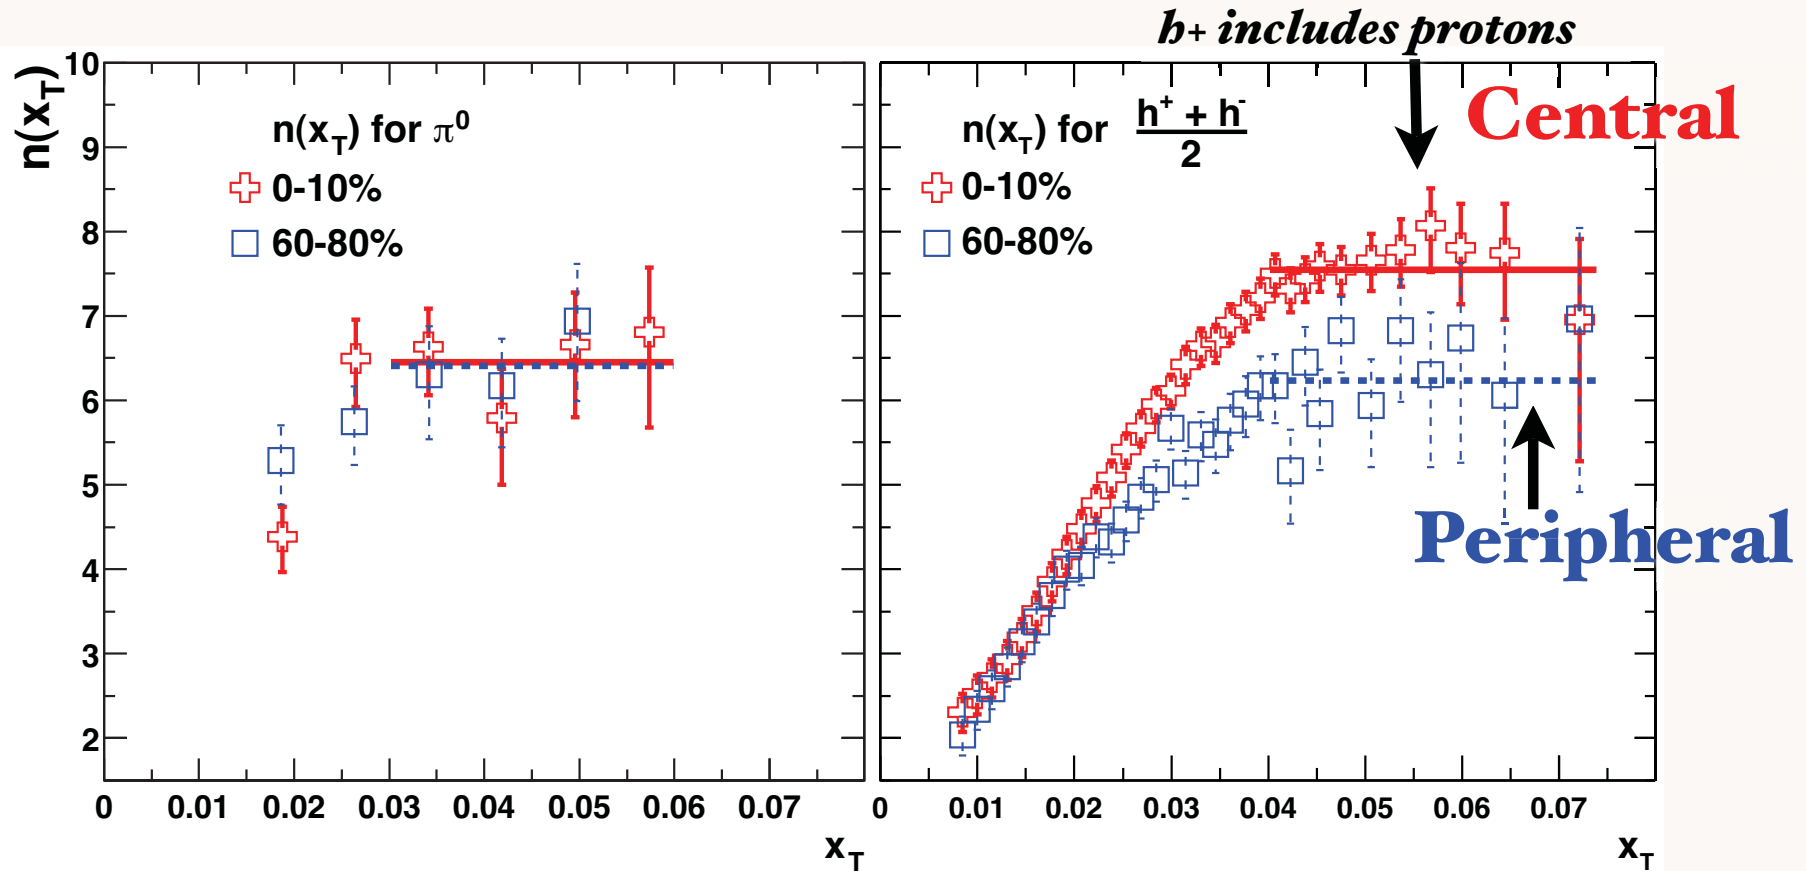 h+ includes protons
Central
Peripheral
n(x_T)
10
9
8
7
6
5
4
3
2
n(x_T) for π⁰
0-10%
60-80%
0 0.01 0.02 0.03 0.04 0.05 0.06 0.07
x_T
n(x_T) for h⁺ + h⁻
2
0-10%
60-80%
0 0.01 0.02 0.03 0.04 0.05 0.06 0.07
x_T